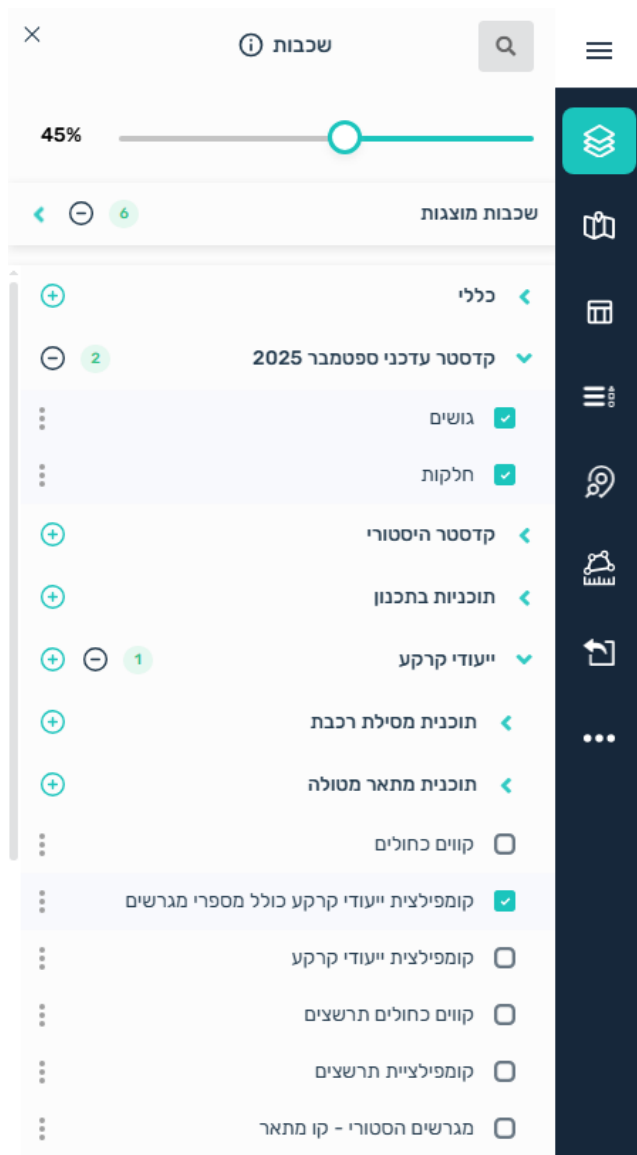 שכבות
45%
שכבות מוצגות 6
כללי
קדסטר עדכני ספטמבר 2025 2
גושים
חלקות
קדסטר היסטורי
תוכניות בתכנון
ייעודי קרקע 1
תוכנית מסילת רכבת
תוכנית מתאר מטולה
קווים כחולים
קומפילצית ייעודי קרקע כולל מספרי מגרשים
קומפילצית ייעודי קרקע
קווים כחולים תרשצים
קומפילציית תרשצים
מגרשים הסטורי - קו מתאר